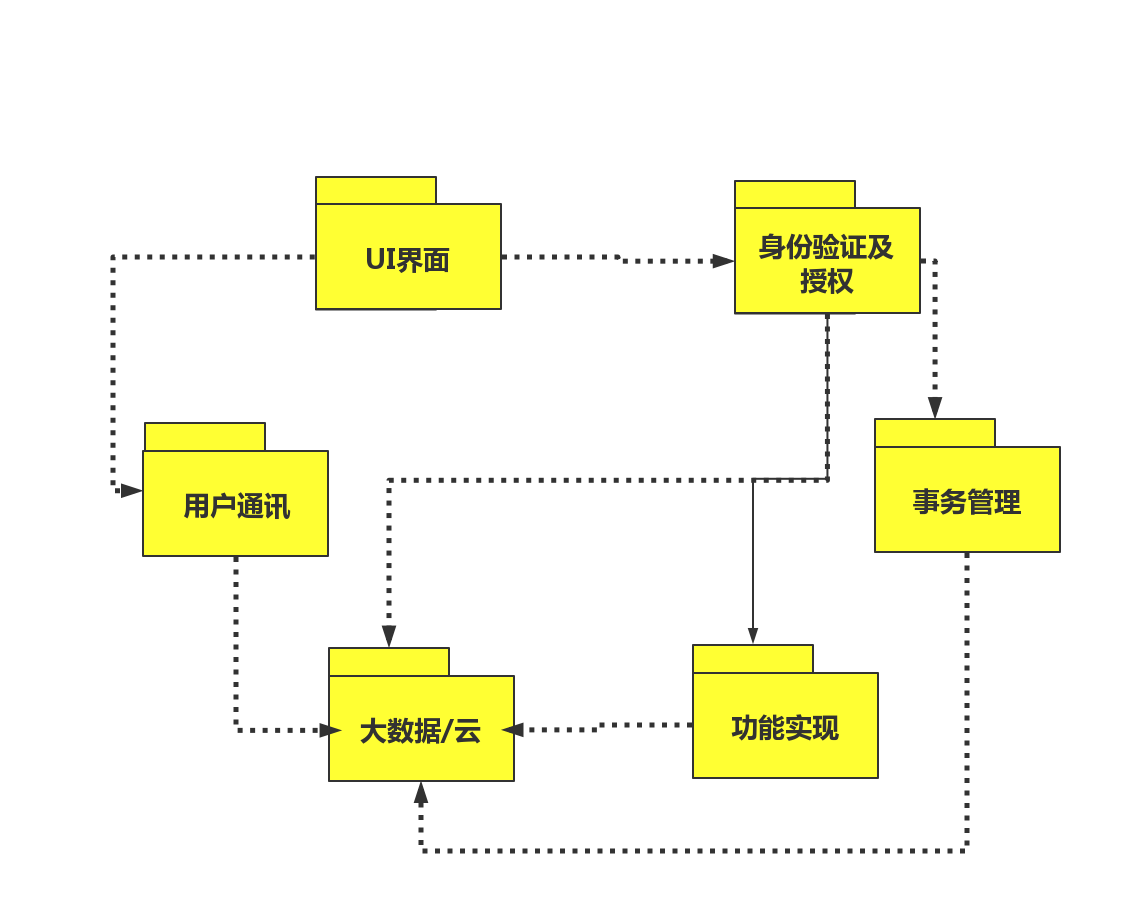 UI界面
身份验证及
授权
用户通讯
事务管理
大数据/云
功能实现